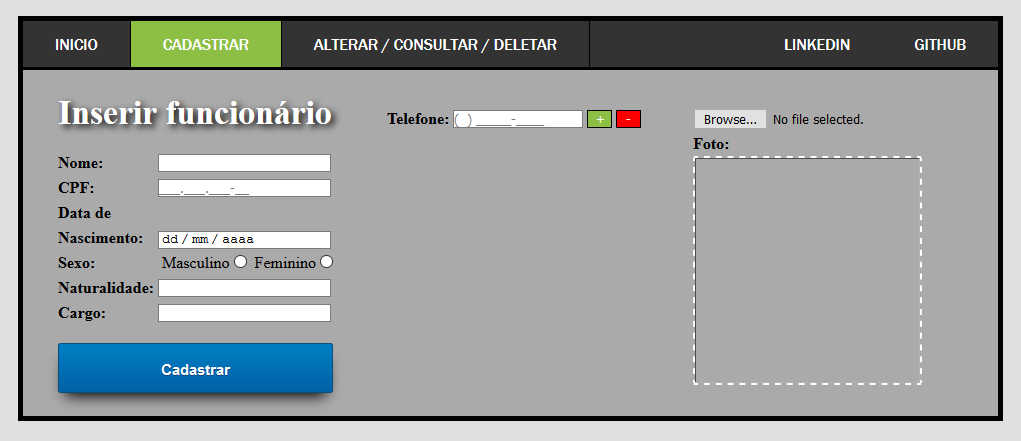 INICIO CADASTRAR ALTERAR / CONSULTAR / DELETAR LINKEDIN GITHUB
Inserir funcionário
Nome:
CPF: ___.___.___-__
Data de
Nascimento: dd / mm / aaaa
Sexo: Masculino Feminino
Naturalidade:
Cargo:
Cadastrar
Telefone: (_) _____-____ + -
Browse... No file selected.
Foto: